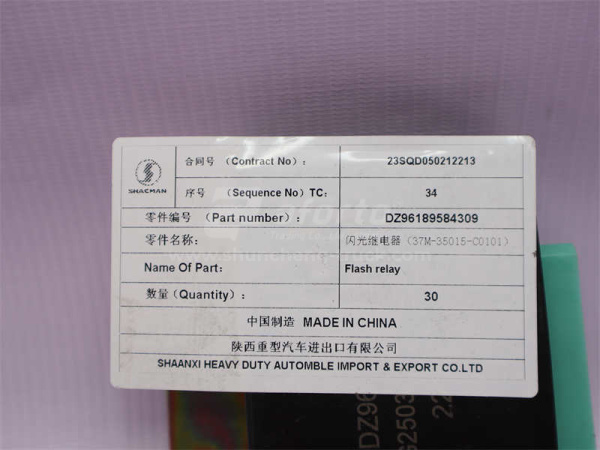 SHACMAN
合同号 (Contract No): 23SQD050212213
序号 (Sequence No) TC: 34
零件编号 (Part number): DZ96189584309
零件名称: 闪光继电器 (37M-35015-C0101)
Name Of Part: Flash relay
数量 (Quantity): 30
中国制造 MADE IN CHINA
陕西重型汽车进出口有限公司
SHAANXI HEAVY DUTY AUTOMBLE IMPORT & EXPORT CO.LTD
DZ96
G2503